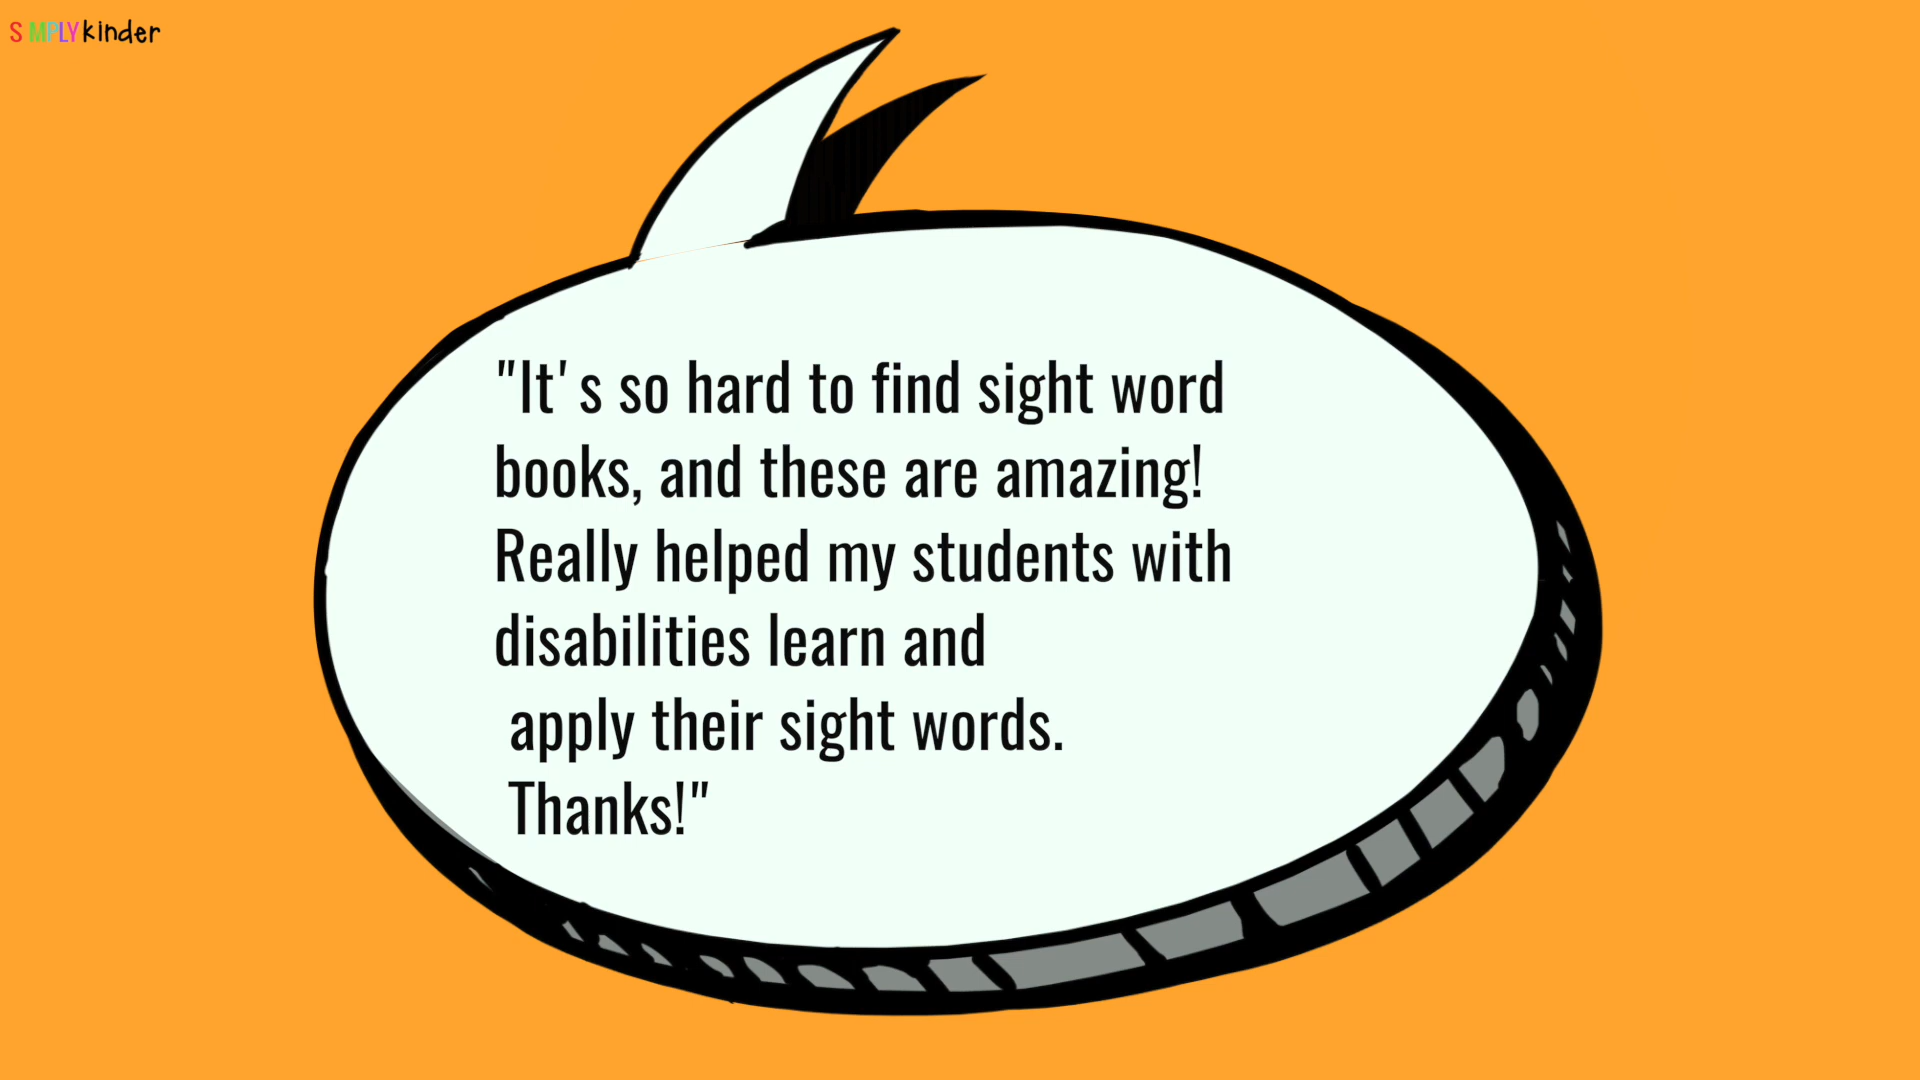 SIMPLYkinder
"It's so hard to find sight word
books, and these are amazing!
Really helped my students with
disabilities learn and
apply their sight words.
Thanks!"